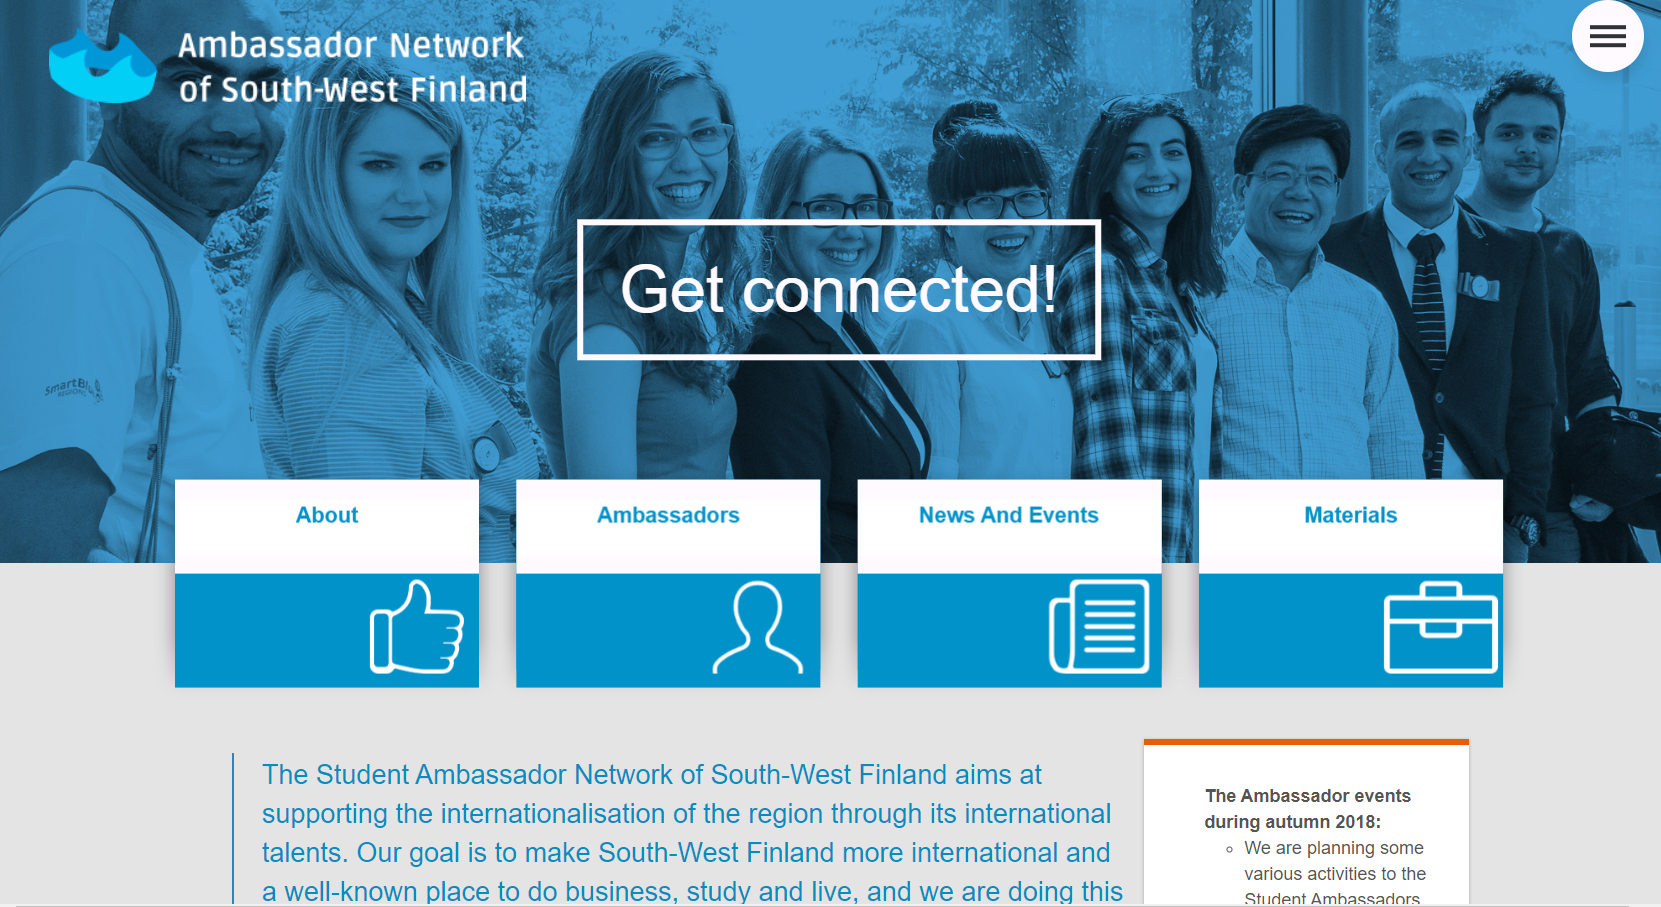 Ambassador Network
of South-West Finland
Get connected!
SmartBl
REGION
About
Ambassadors
News And Events
Materials
The Student Ambassador Network of South-West Finland aims at
supporting the internationalisation of the region through its international
talents. Our goal is to make South-West Finland more international and
a well-known place to do business, study and live, and we are doing this
The Ambassador events
during autumn 2018:
We are planning some
various activities to the
Student Ambassadors